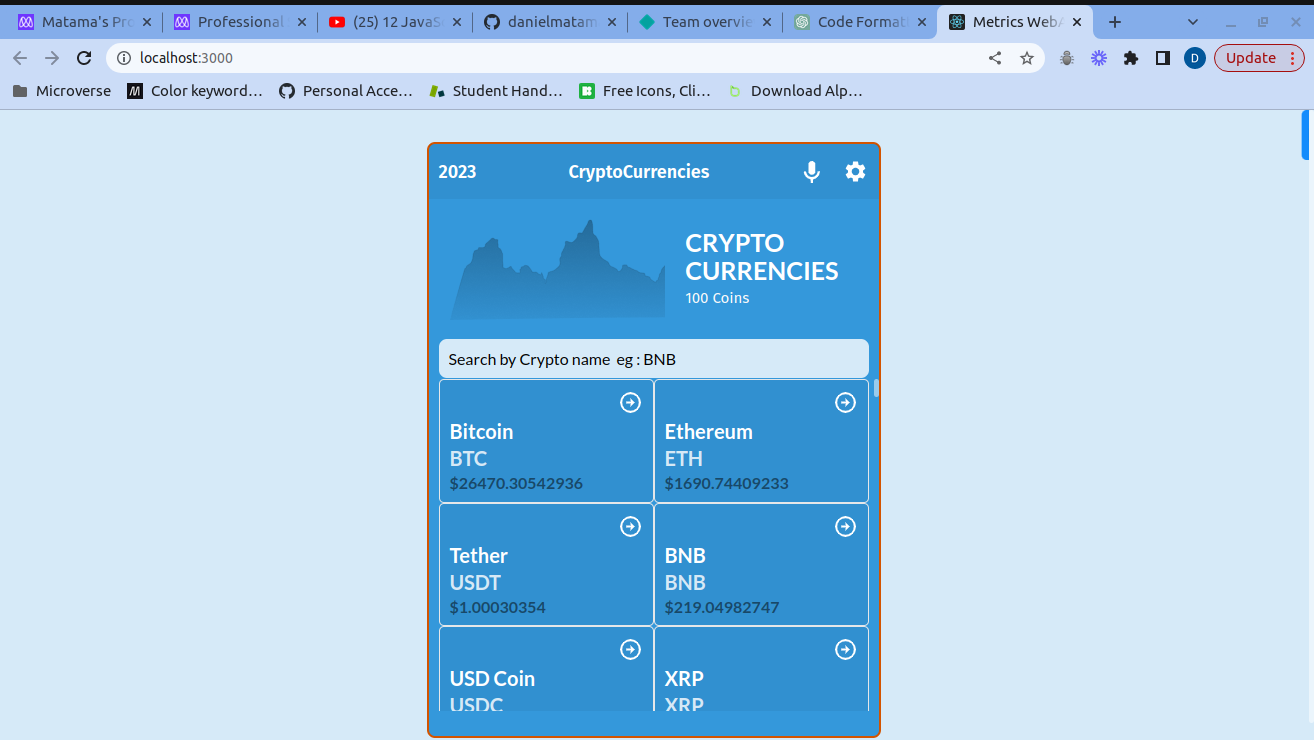 Matama's Pro
Professional
(25) 12 JavaSc
danielmatam
Team overvie
Code Format
Metrics WebA
localhost:3000
D
Update
Microverse
Color keyword...
Personal Acce...
Student Hand...
Free Icons, Cli...
Download Alp...
2023
CryptoCurrencies
CRYPTO
CURRENCIES
100 Coins
Search by Crypto name eg : BNB
Bitcoin
BTC
$26470.30542936
Ethereum
ETH
$1690.74409233
Tether
USDT
$1.00030354
BNB
BNB
$219.04982747
USD Coin
USDC
XRP
XRP